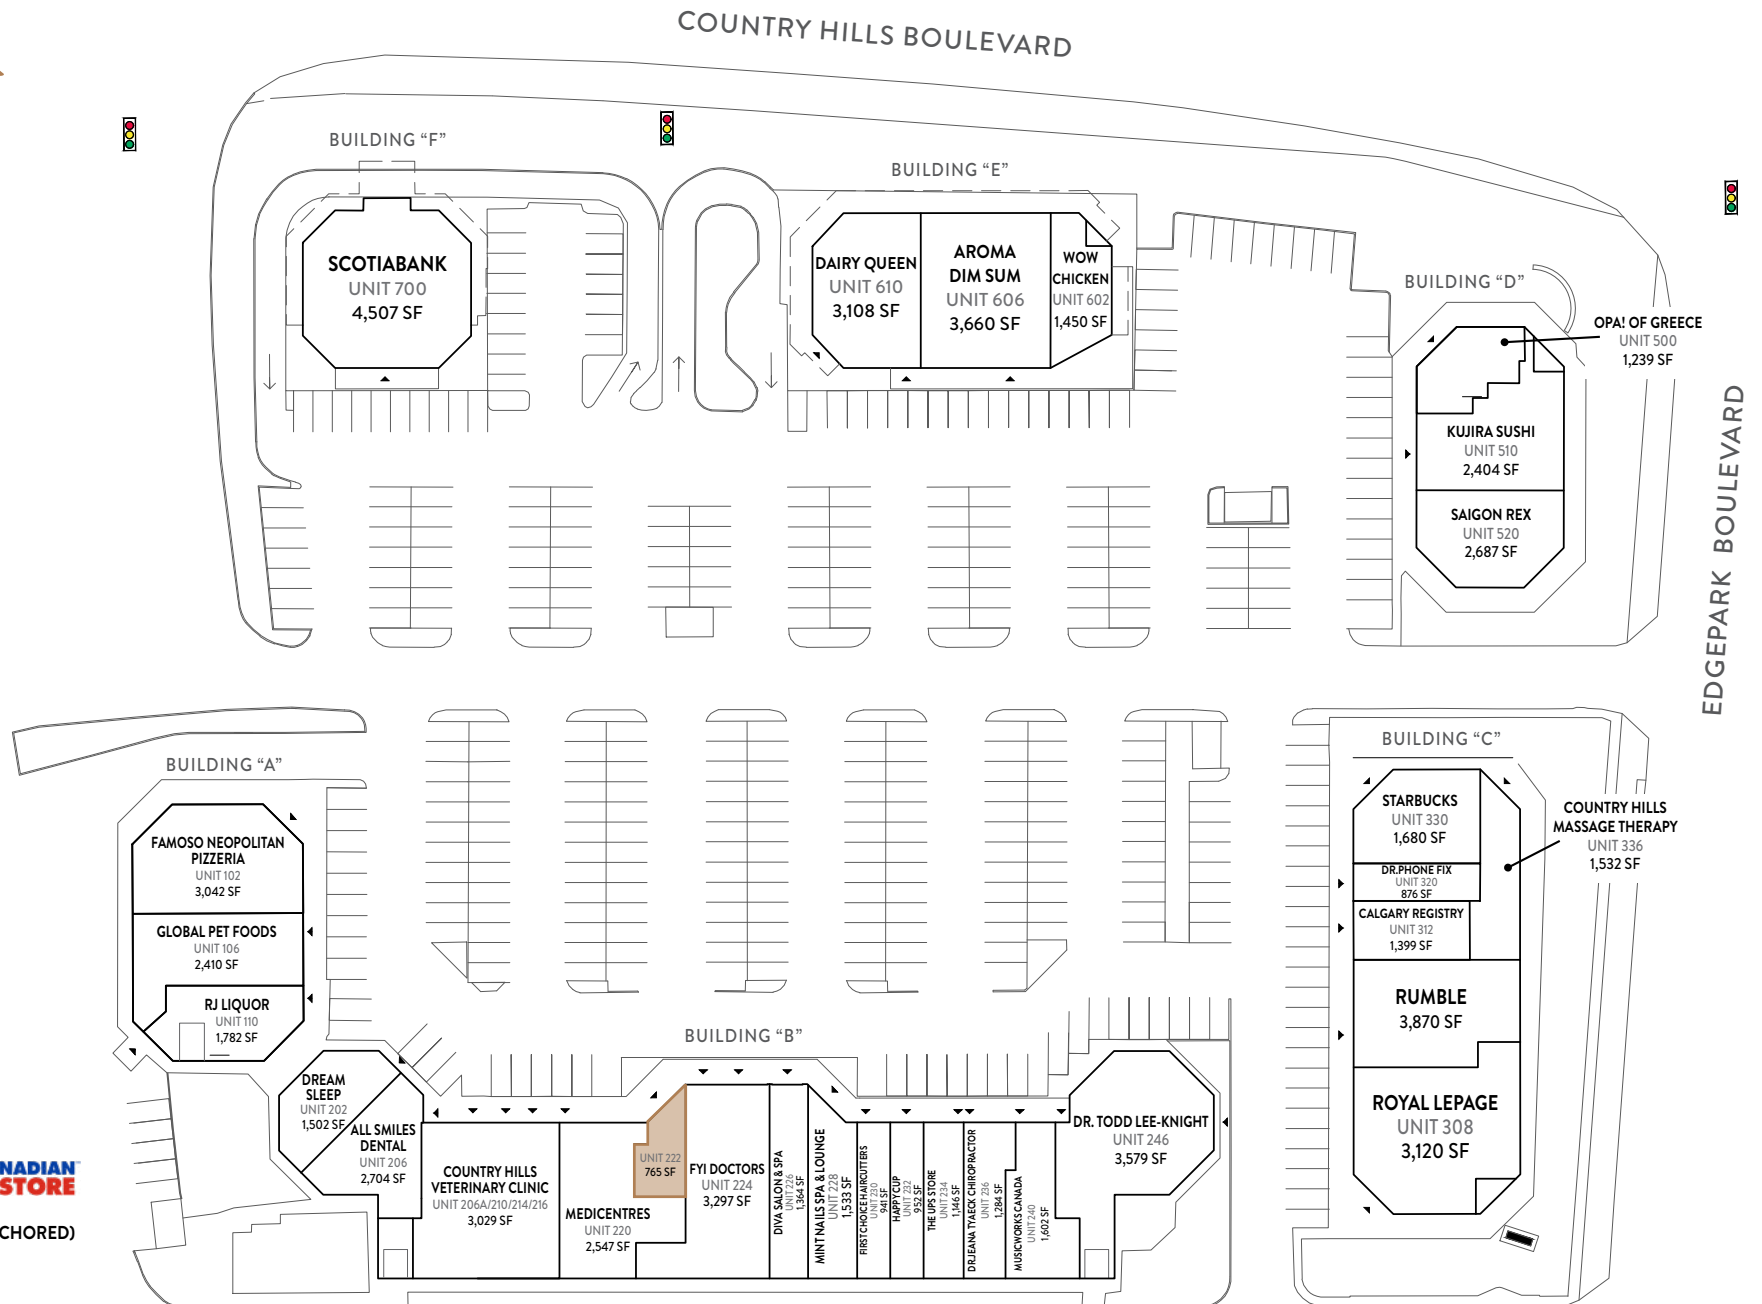 COUNTRY HILLS BOULEVARD
BUILDING “F”
SCOTIABANK
UNIT 700
4,507 SF
BUILDING “E”
DAIRY QUEEN
UNIT 610
3,108 SF
AROMA
DIM SUM
UNIT 606
3,660 SF
WOW
CHICKEN
UNIT 602
1,450 SF
BUILDING “D”
OPA! OF GREECE
UNIT 500
1,239 SF
KUJIRA SUSHI
UNIT 510
2,404 SF
SAIGON REX
UNIT 520
2,687 SF
EDGEPARK BOULEVARD
BUILDING “A”
FAMOSO NEOPOLITAN
PIZZERIA
UNIT 102
3,042 SF
GLOBAL PET FOODS
UNIT 106
2,410 SF
RJ LIQUOR
UNIT 110
1,782 SF
BUILDING “C”
STARBUCKS
UNIT 330
1,680 SF
COUNTRY HILLS
MASSAGE THERAPY
UNIT 336
1,532 SF
DR.PHONE FIX
UNIT 320
876 SF
CALGARY REGISTRY
UNIT 312
1,399 SF
RUMBLE
3,870 SF
ROYAL LEPAGE
UNIT 308
3,120 SF
BUILDING “B”
DREAM
SLEEP
UNIT 202
1,502 SF
ALL SMILES
DENTAL
UNIT 206
2,704 SF
COUNTRY HILLS
VETERINARY CLINIC
UNIT 206A/210/214/216
3,029 SF
MEDICENTRES
UNIT 220
2,547 SF
UNIT 222
765 SF
FYI DOCTORS
UNIT 224
3,297 SF
DIVA SALON & SPA
UNIT 226
1,364 SF
MINT NAILS SPA & LOUNGE
UNIT 228
1,533 SF
FIRST CHOICE HAIRCUTTERS
UNIT 230
941 SF
HAPPY CUP
UNIT 232
952 SF
THE UPS STORE
UNIT 234
1,146 SF
DR.JEANA TYAECK CHIROPRACTOR
UNIT 236
1,284 SF
MUSICWORKS CANADA
UNIT 240
1,602 SF
DR. TODD LEE-KNIGHT
UNIT 246
3,579 SF
NADIAN
STORE
CHORED)